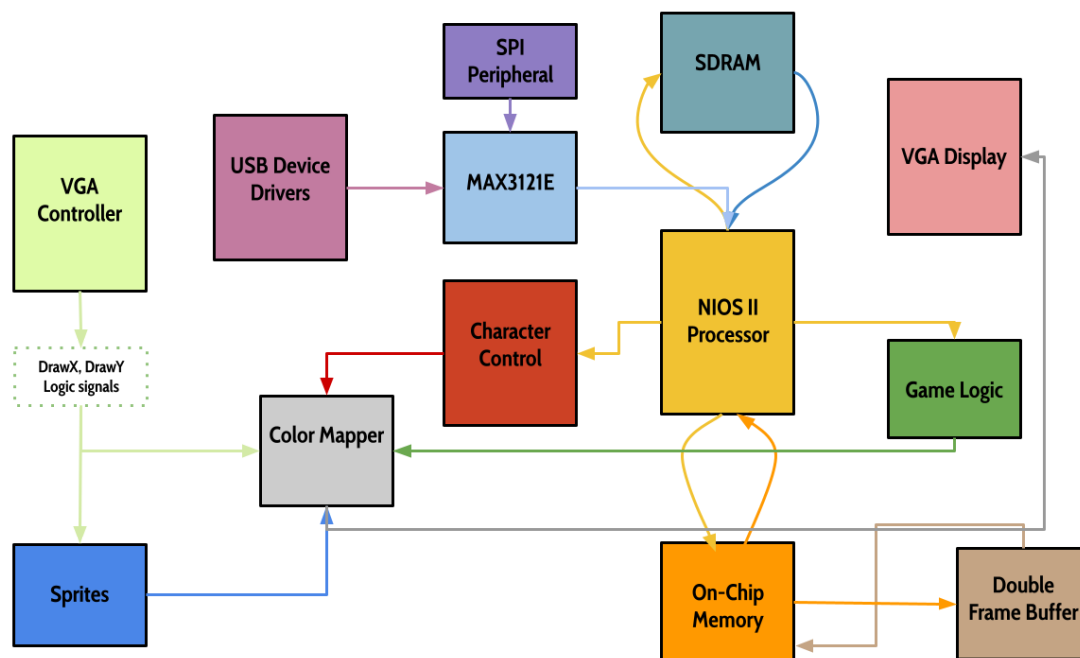 SPI
Peripheral
SDRAM
VGA Display
USB Device
Drivers
MAX3121E
VGA
Controller
NIOS II
Processor
Character
Control
DrawX, DrawY
Logic signals
Game Logic
Color Mapper
Sprites
On-Chip
Memory
Double
Frame Buffer